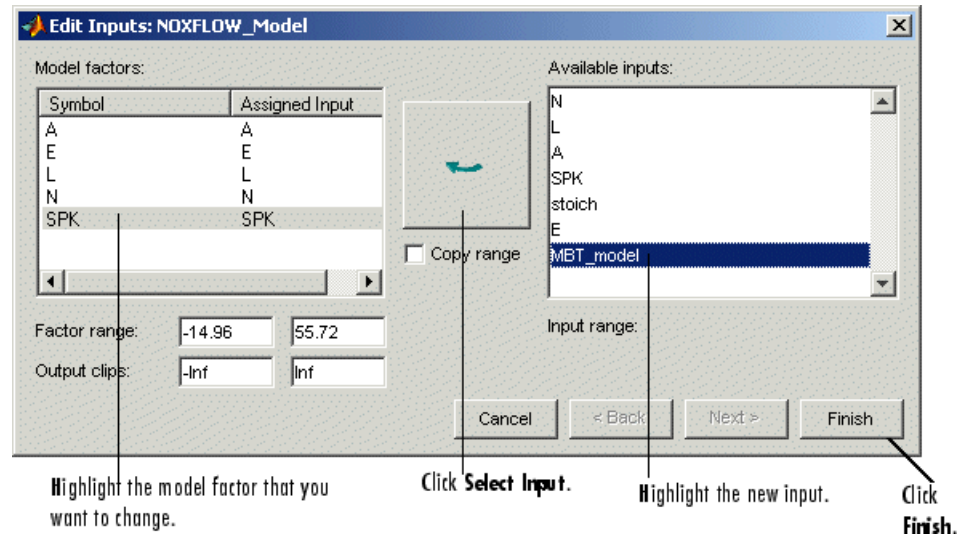 Edit Inputs: NOXFLOW_Model
Model factors:
Symbol Assigned Input
A A
E E
L L
N N
SPK SPK
Factor range: -14.96 55.72
Output clips: -Inf Inf
Copy range
Available inputs:
N
L
A
SPK
stoich
E
MBT_model
Input range:
Cancel < Back Next > Finish
Highlight the model factor that you
want to change.
Click Select Input.
Highlight the new input.
Click
Finish.